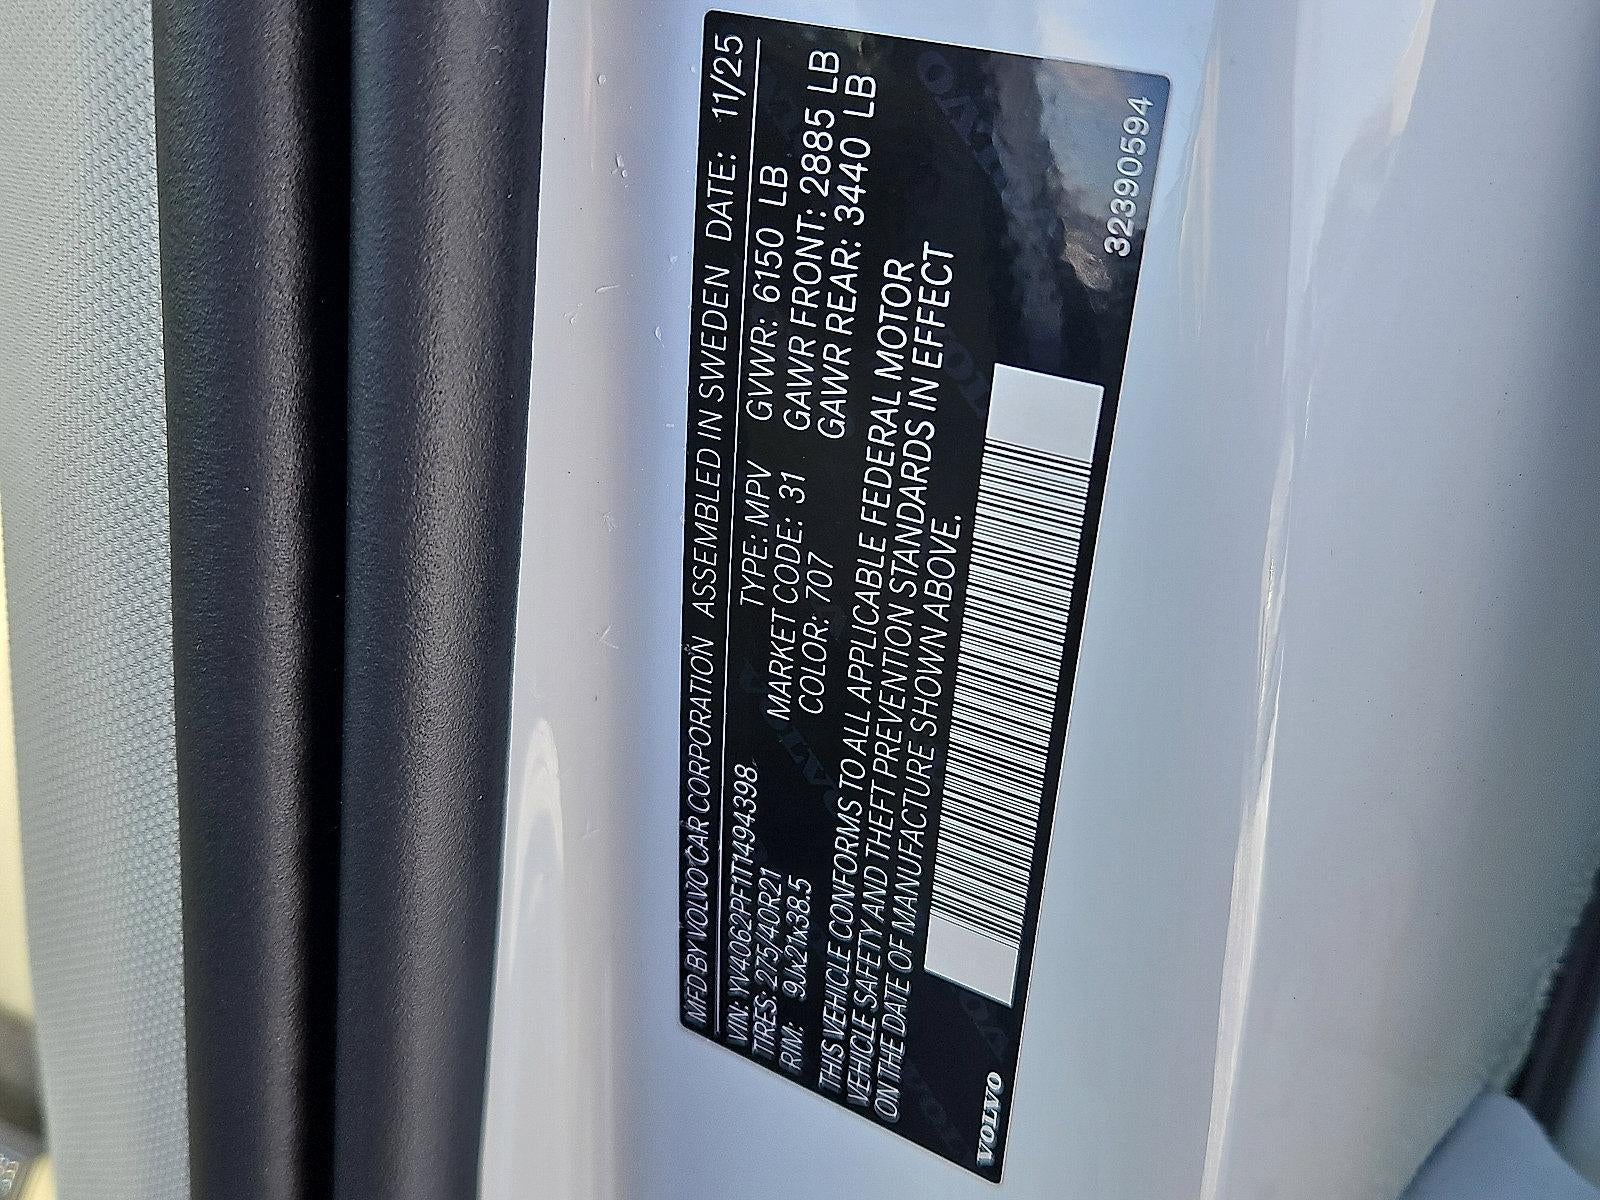 MFD BY VOLVO CAR CORPORATION ASSEMBLED IN SWEDEN DATE: 11/25
VIN: YV4062PF1T1494398 TYPE: MPV GVWR: 6150 LB
TIRES: 275/40R21 MARKET CODE: 31 GAWR FRONT: 2885 LB
RIM: 9Jx21x38.5 COLOR: 707 GAWR REAR: 3440 LB
THIS VEHICLE CONFORMS TO ALL APPLICABLE FEDERAL MOTOR
VEHICLE SAFETY AND THEFT PREVENTION STANDARDS IN EFFECT
ON THE DATE OF MANUFACTURE SHOWN ABOVE.
VOLVO 32390594